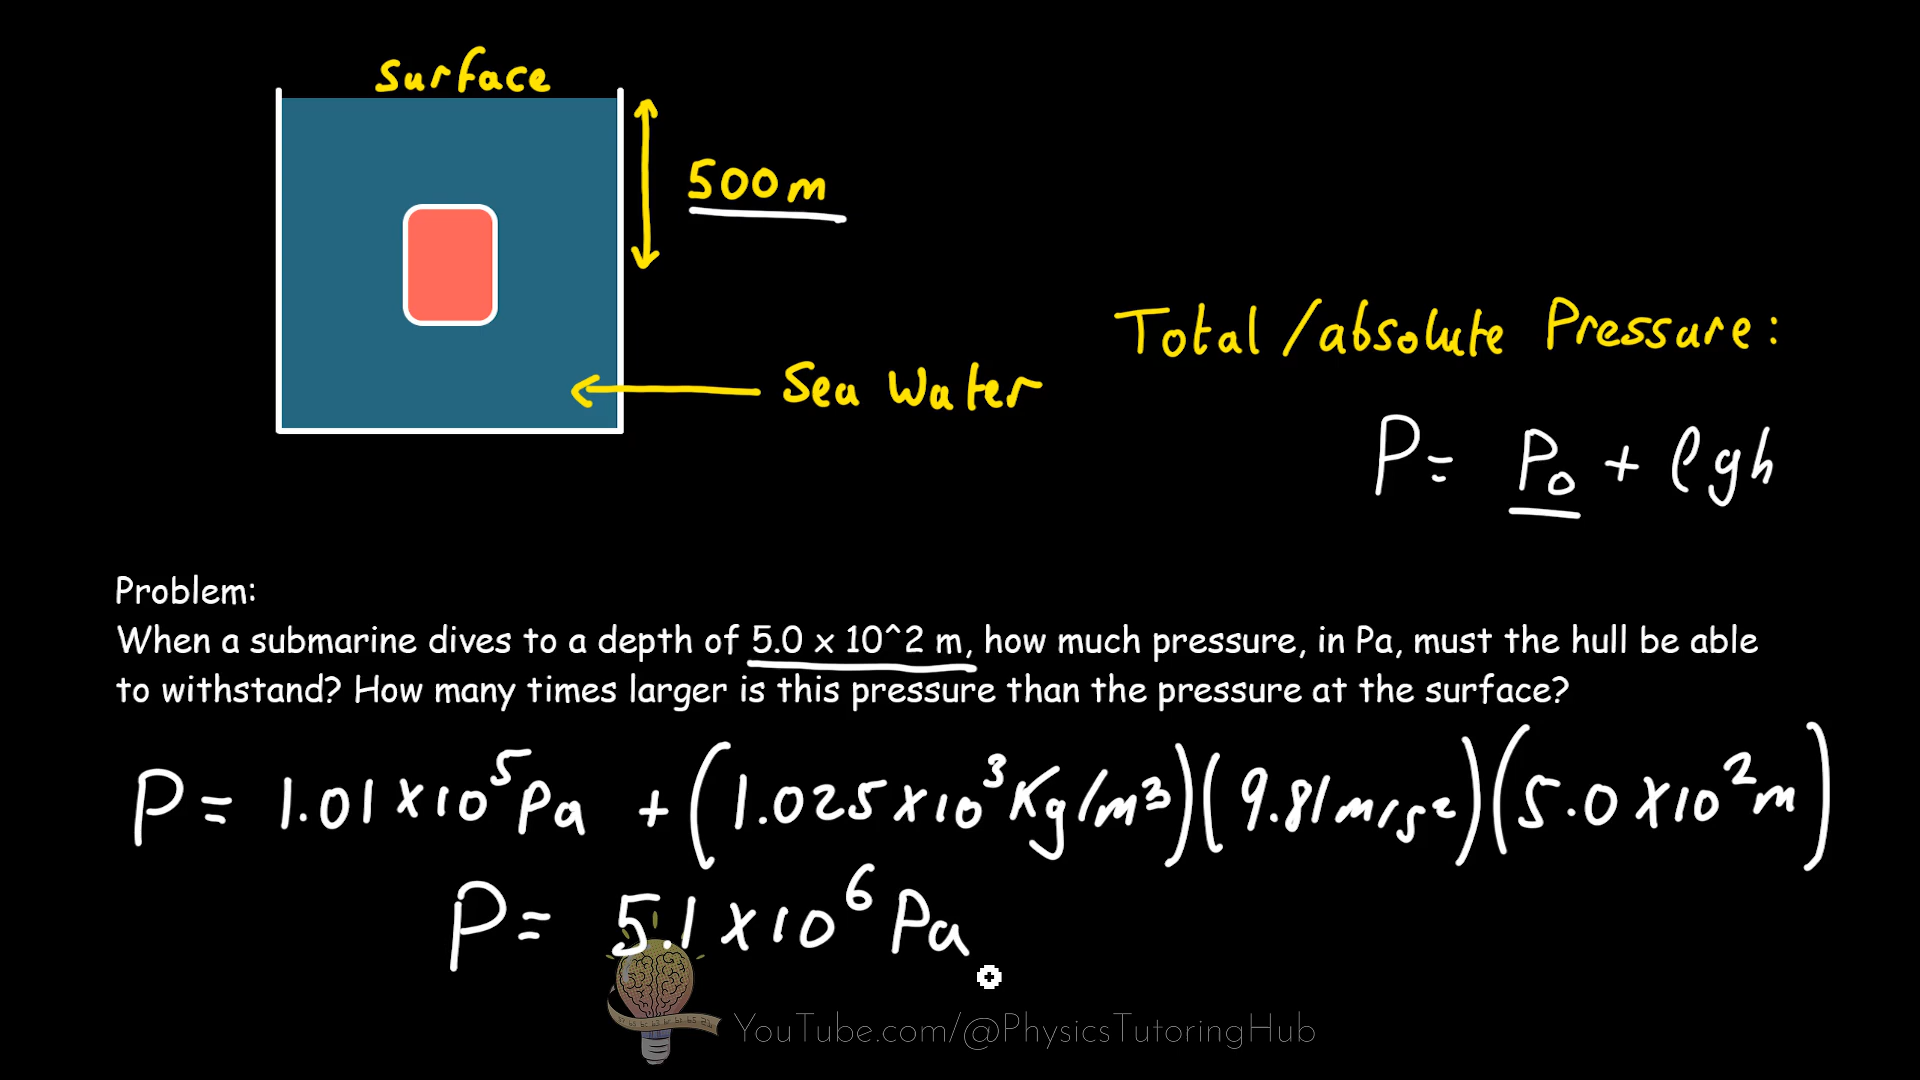 Surface
500m
Sea Water
Total/absolute Pressure:
P= P₀ + ρgh
Problem:
When a submarine dives to a depth of 5.0 x 10^2 m, how much pressure, in Pa, must the hull be able
to withstand? How many times larger is this pressure than the pressure at the surface?
P= 1.01 x 10⁵ Pa + (1.025 x 10³ Kg/m³)(9.81 m/s²)(5.0 x 10² m)
P= 5.1 x 10⁶ Pa
YouTube.com/@PhysicsTutoringHub